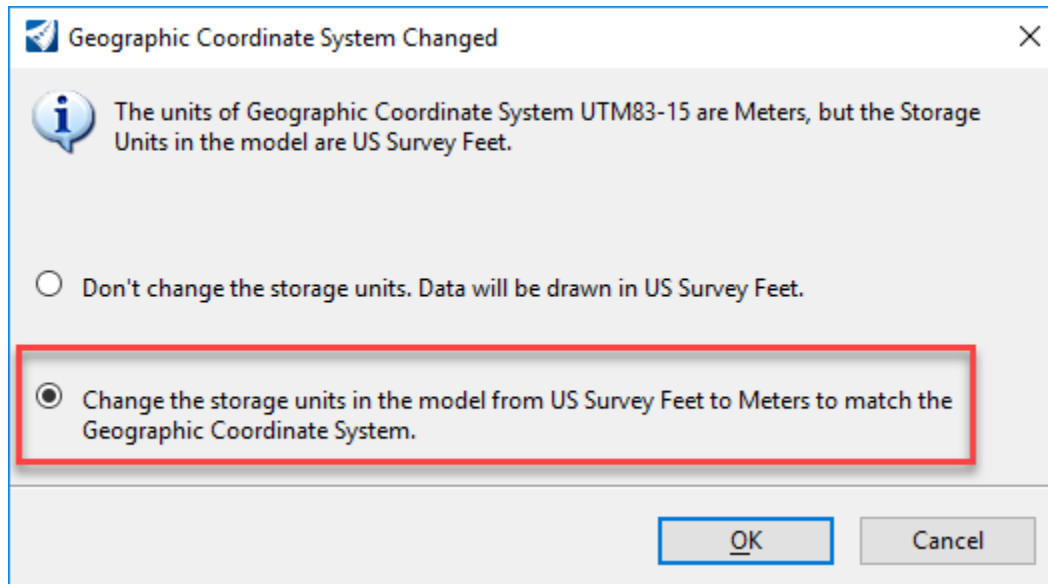 Geographic Coordinate System Changed
The units of Geographic Coordinate System UTM83-15 are Meters, but the Storage
Units in the model are US Survey Feet.
Don't change the storage units. Data will be drawn in US Survey Feet.
Change the storage units in the model from US Survey Feet to Meters to match the
Geographic Coordinate System.
OK Cancel